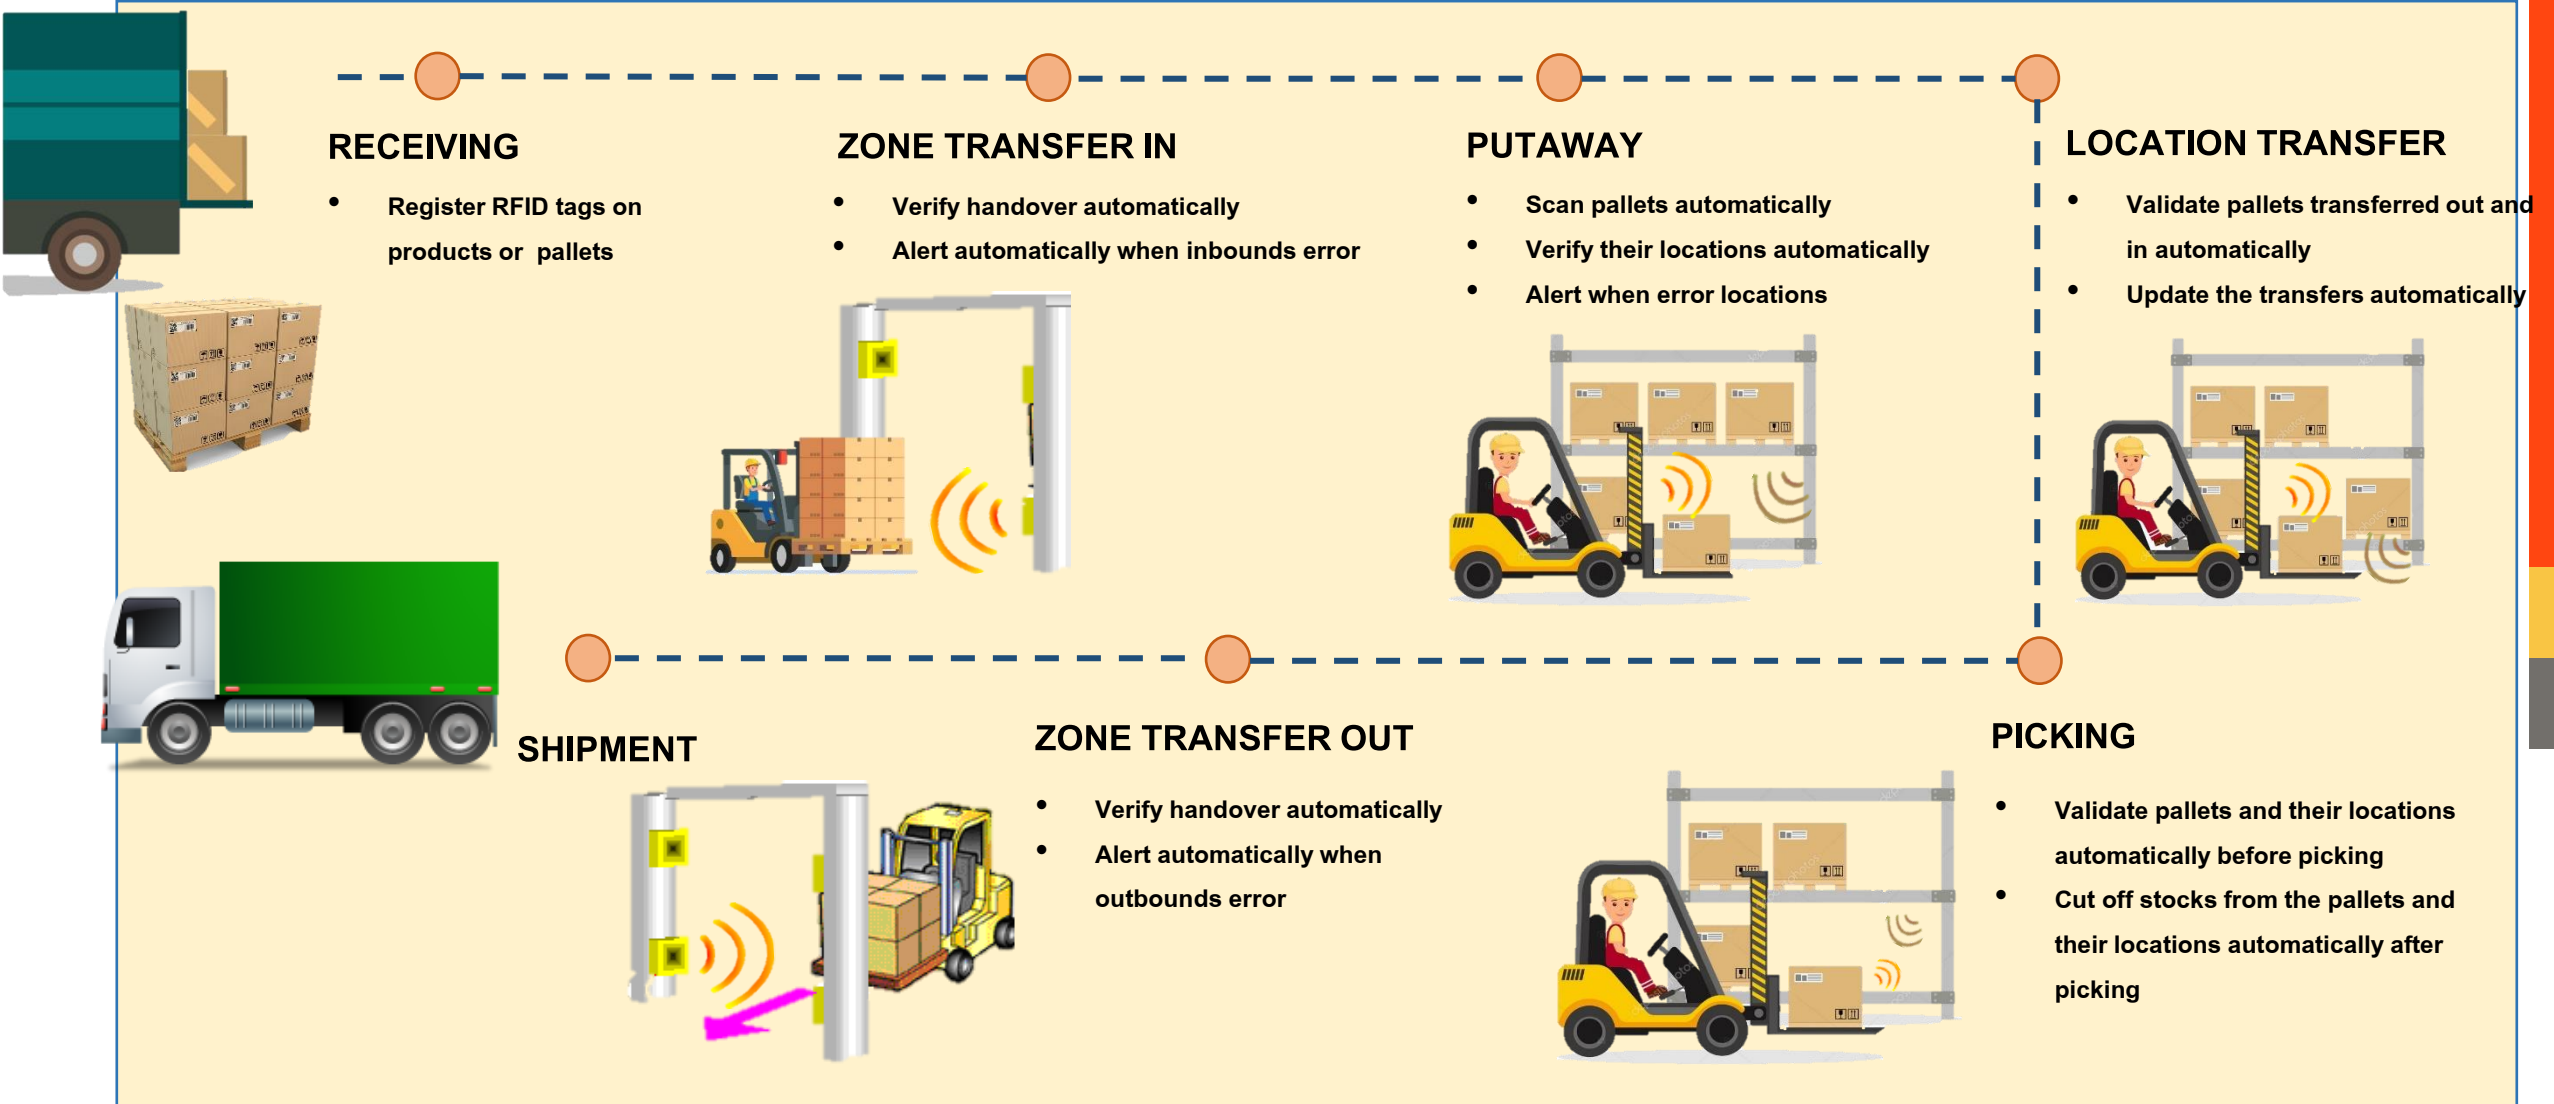 RECEIVING
• Register RFID tags on
products or pallets
ZONE TRANSFER IN
• Verify handover automatically
• Alert automatically when inbounds error
PUTAWAY
• Scan pallets automatically
• Verify their locations automatically
• Alert when error locations
LOCATION TRANSFER
• Validate pallets transferred out and
in automatically
• Update the transfers automatically
SHIPMENT
ZONE TRANSFER OUT
• Verify handover automatically
• Alert automatically when
outbounds error
PICKING
• Validate pallets and their locations
automatically before picking
• Cut off stocks from the pallets and
their locations automatically after
picking